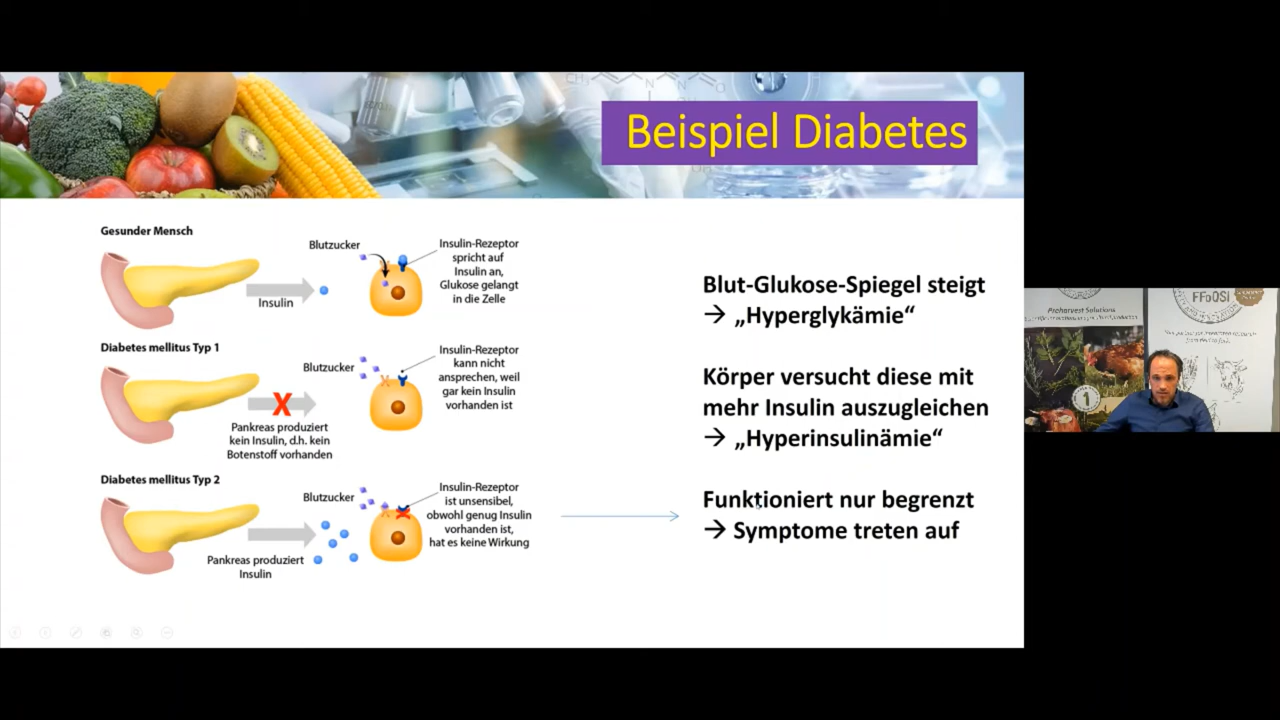 Beispiel Diabetes
Gesunder Mensch
Insulin
Blutzucker
Insulin-Rezeptor
spricht auf
Insulin an,
Glukose gelangt
in die Zelle
Diabetes mellitus Typ 1
Pankreas produziert
kein Insulin, d.h. kein
Botenstoff vorhanden
Blutzucker
Insulin-Rezeptor
kann nicht
ansprechen, weil
gar kein Insulin
vorhanden ist
Diabetes mellitus Typ 2
Pankreas produziert
Insulin
Blutzucker
Insulin-Rezeptor
ist unsensibel,
obwohl genug Insulin
vorhanden ist,
hat es keine Wirkung
Blut-Glukose-Spiegel steigt
→ „Hyperglykämie“
Körper versucht diese mit
mehr Insulin auszugleichen
→ „Hyperinsulinämie“
Funktioniert nur begrenzt
→ Symptome treten auf
Preharvest Solutions
FFoQSI
1